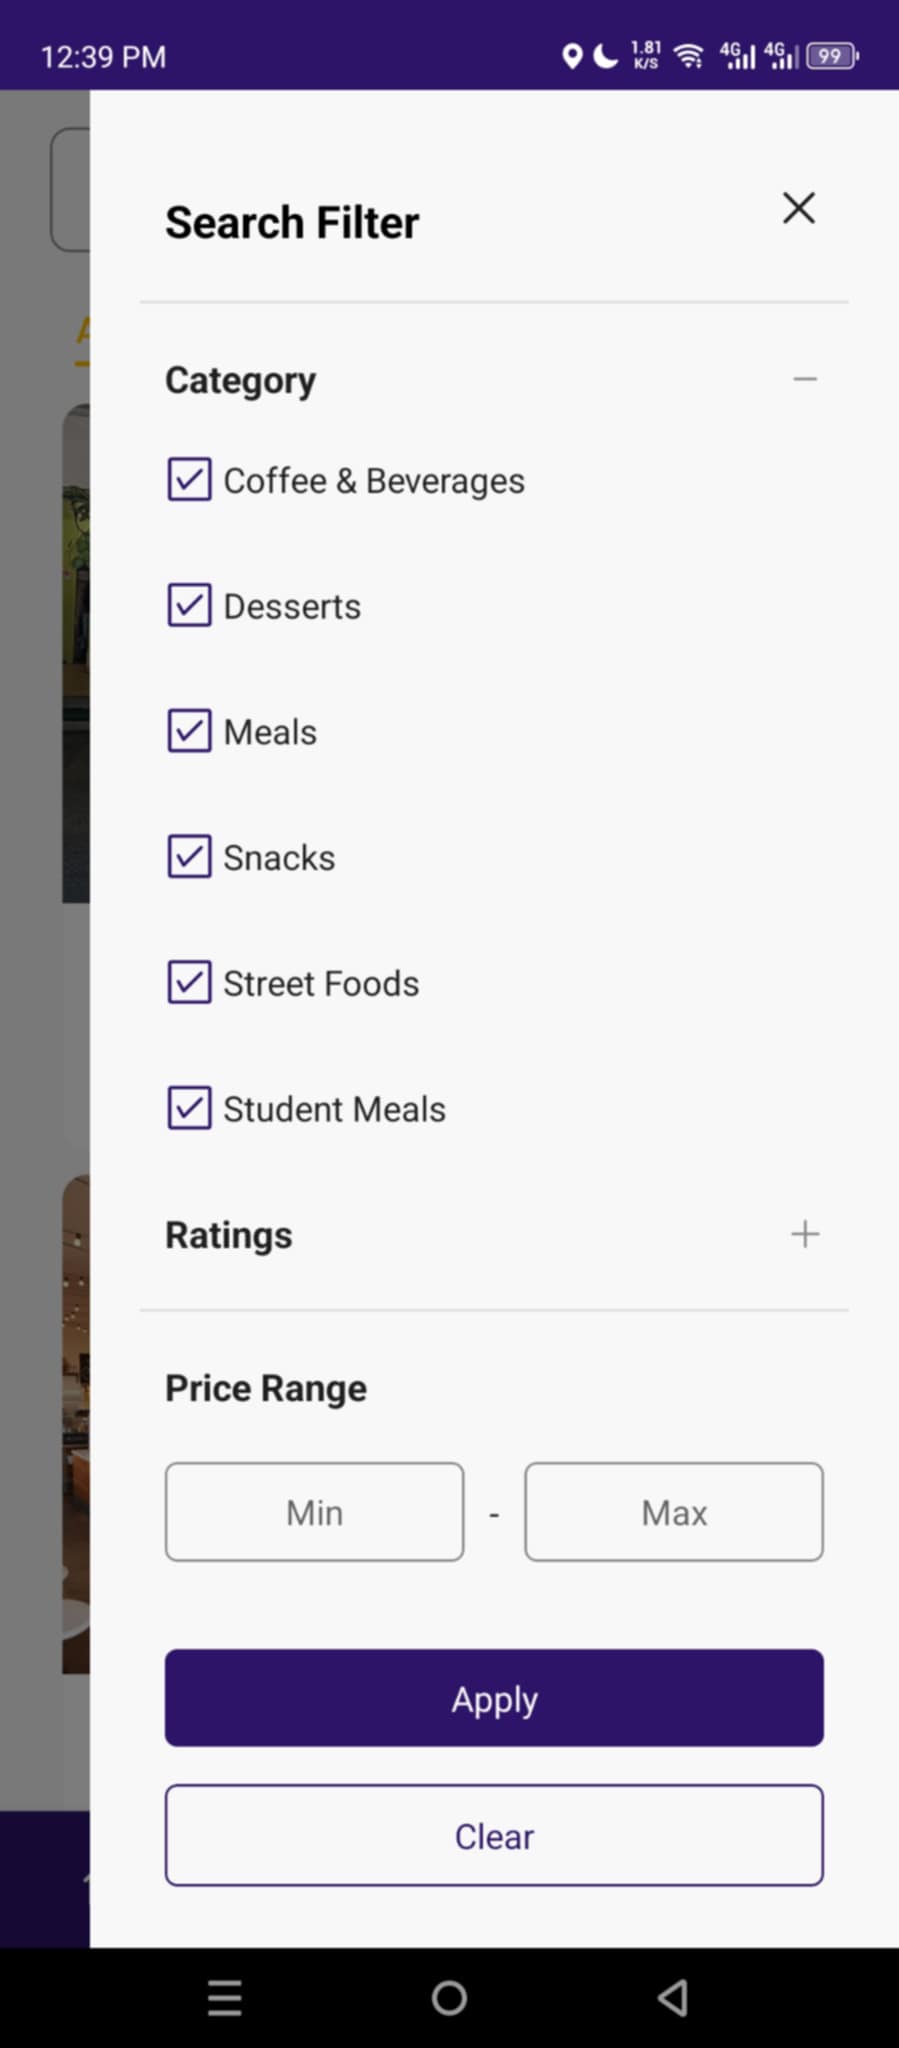 12:39 PM
1.81
K/S
4G
4G
99
Search Filter
A
Category
Coffee & Beverages
Desserts
Meals
Snacks
Street Foods
Student Meals
Ratings
Price Range
Min - Max
Apply
Clear